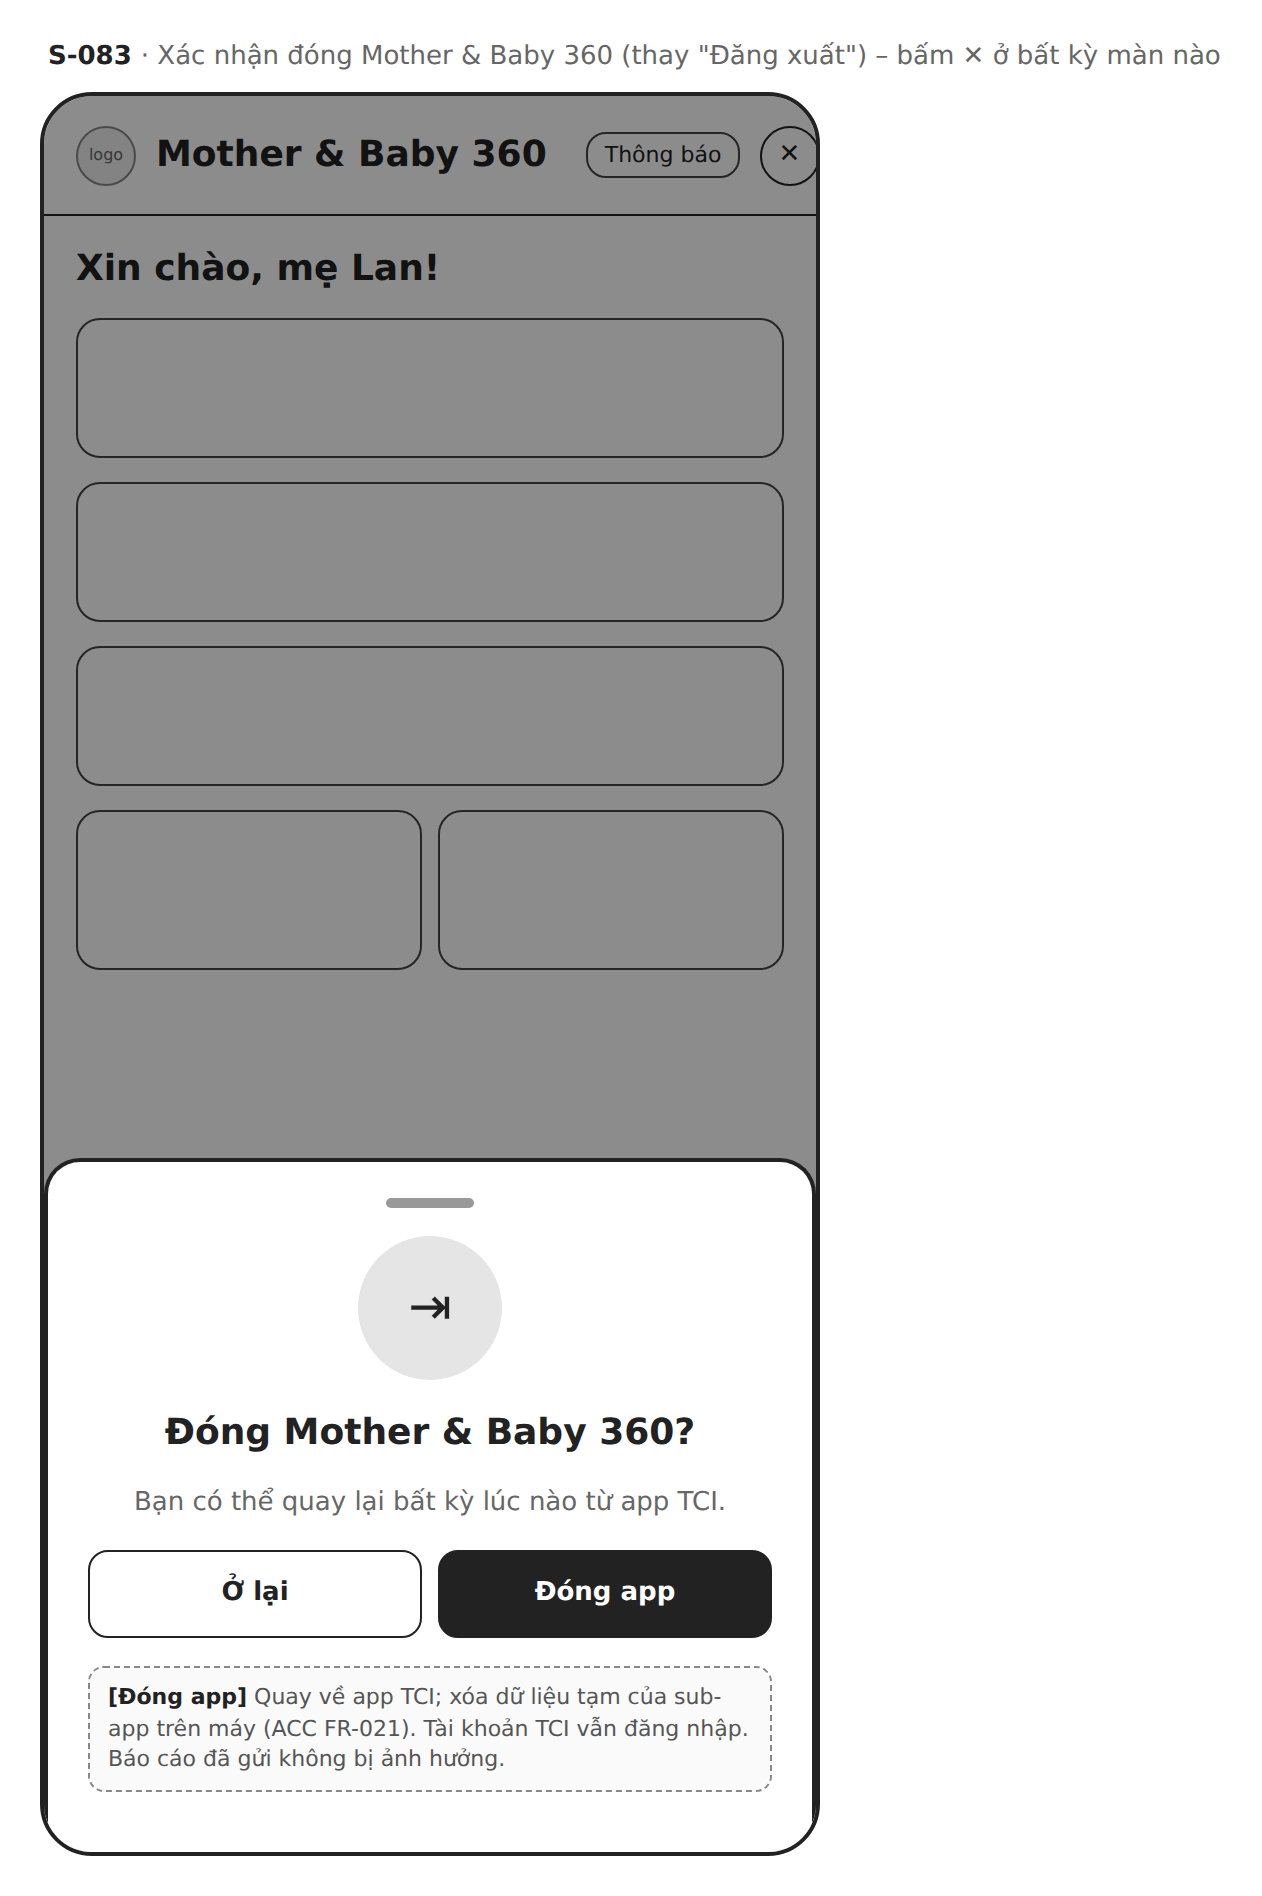 S-083 · Xác nhận đóng Mother & Baby 360 (thay "Đăng xuất") – bấm ✕ ở bất kỳ màn nào
logo
Mother & Baby 360
Thông báo
✕
Xin chào, mẹ Lan!
⇥
Đóng Mother & Baby 360?
Bạn có thể quay lại bất kỳ lúc nào từ app TCI.
Ở lại
Đóng app
[Đóng app] Quay về app TCI; xóa dữ liệu tạm của sub-
app trên máy (ACC FR-021). Tài khoản TCI vẫn đăng nhập.
Báo cáo đã gửi không bị ảnh hưởng.